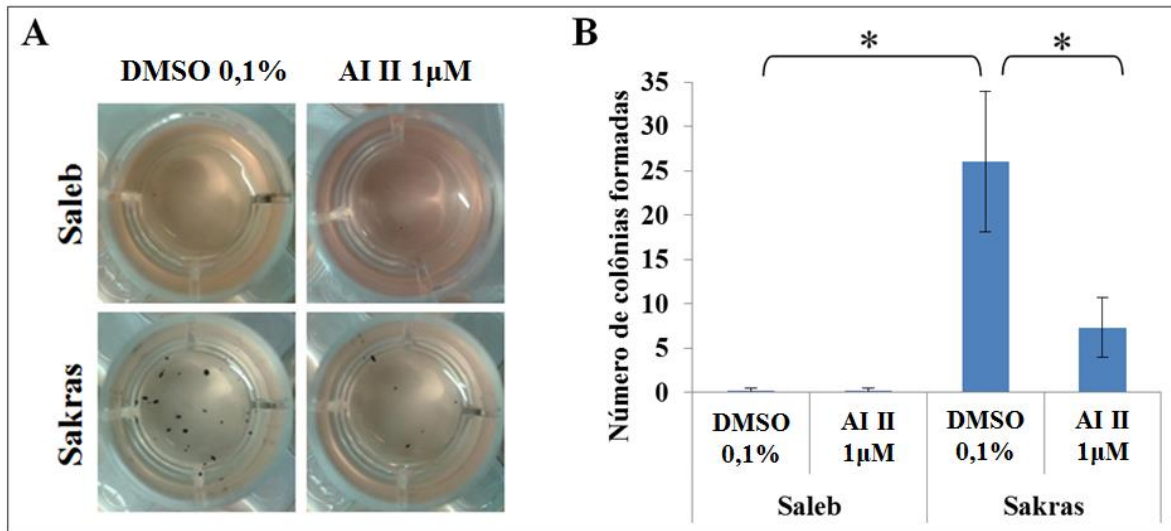 A
DMSO 0,1%
AI II 1µM
Saleb
Sakras
B
*
*
Número de colônias formadas
35
30
25
20
15
10
5
0
DMSO
0,1%
AI II
1µM
DMSO
0,1%
AI II
1µM
Saleb
Sakras